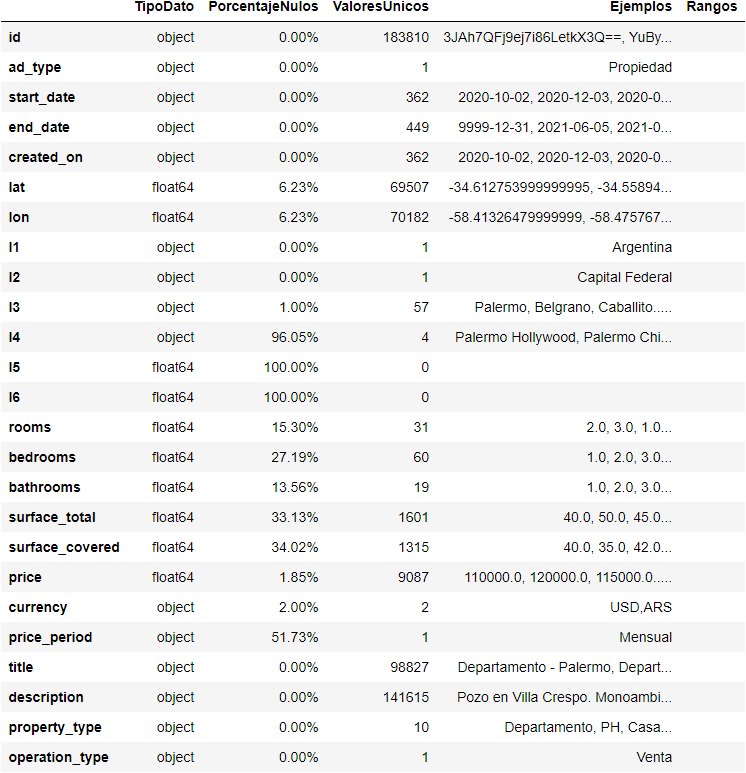 TipoDato PorcentajeNulos ValoresUnicos Ejemplos Rangos
id object 0.00% 183810 3JAh7QFj9ej7i86LetkX3Q==, YuBy...
ad_type object 0.00% 1 Propiedad
start_date object 0.00% 362 2020-10-02, 2020-12-03, 2020-0...
end_date object 0.00% 449 9999-12-31, 2021-06-05, 2021-0...
created_on object 0.00% 362 2020-10-02, 2020-12-03, 2020-0...
lat float64 6.23% 69507 -34.612753999999995, -34.55894...
lon float64 6.23% 70182 -58.41326479999999, -58.475767...
l1 object 0.00% 1 Argentina
l2 object 0.00% 1 Capital Federal
l3 object 1.00% 57 Palermo, Belgrano, Caballito.....
l4 object 96.05% 4 Palermo Hollywood, Palermo Chi...
l5 float64 100.00% 0
l6 float64 100.00% 0
rooms float64 15.30% 31 2.0, 3.0, 1.0...
bedrooms float64 27.19% 60 1.0, 2.0, 3.0...
bathrooms float64 13.56% 19 1.0, 2.0, 3.0...
surface_total float64 33.13% 1601 40.0, 50.0, 45.0...
surface_covered float64 34.02% 1315 40.0, 35.0, 42.0...
price float64 1.85% 9087 110000.0, 120000.0, 115000.0.....
currency object 2.00% 2 USD,ARS
price_period object 51.73% 1 Mensual
title object 0.00% 98827 Departamento - Palermo, Depart...
description object 0.00% 141615 Pozo en Villa Crespo. Monoambi...
property_type object 0.00% 10 Departamento, PH, Casa...
operation_type object 0.00% 1 Venta